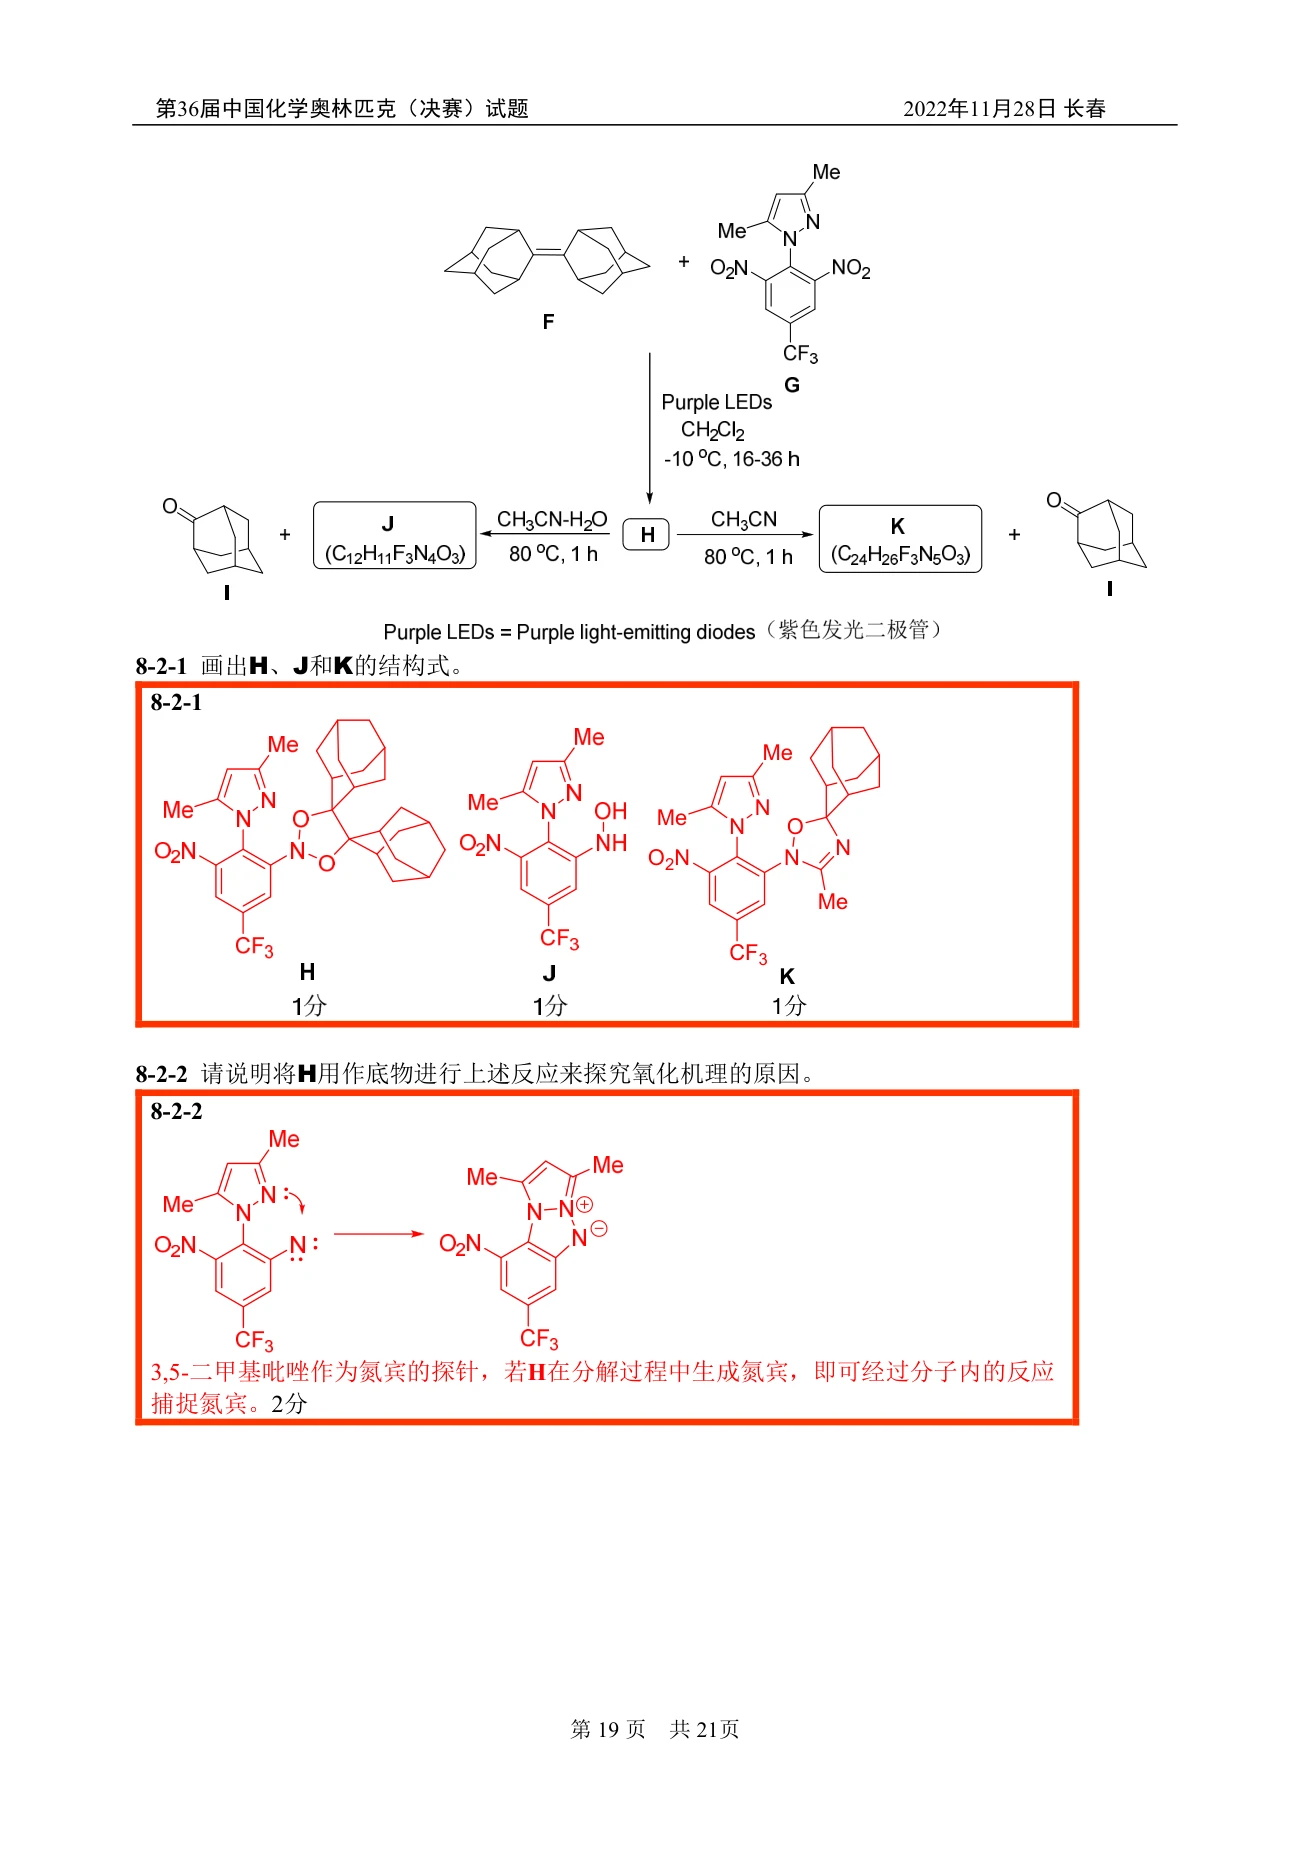 第36届中国化学奥林匹克（决赛）试题 2022年11月28日 长春
Me
Me N
N
+ O₂N NO₂
F
CF₃
G
Purple LEDs
CH₂Cl₂
-10 °C, 16-36 h
O + J (C₁₂H₁₁F₃N₄O₃) CH₃CN-H₂O 80 °C, 1 h H CH₃CN 80 °C, 1 h K (C₂₄H₂₆F₃N₅O₃) + O
I I
Purple LEDs = Purple light-emitting diodes（紫色发光二极管）
8-2-1 画出H、J和K的结构式。
8-2-1
Me Me Me
Me N Me N Me N
N O N OH N O N
O₂N N O O₂N NH O₂N N Me
CF₃ CF₃ CF₃
H J K
1分 1分 1分
8-2-2 请说明将H用作底物进行上述反应来探究氧化机理的原因。
8-2-2
Me Me Me
Me N: N N⊕
N
O₂N N: O₂N N⊖
CF₃ CF₃
3,5-二甲基吡唑作为氮宾的探针，若H在分解过程中生成氮宾，即可经过分子内的反应
捕捉氮宾。2分
第 19 页 共 21页